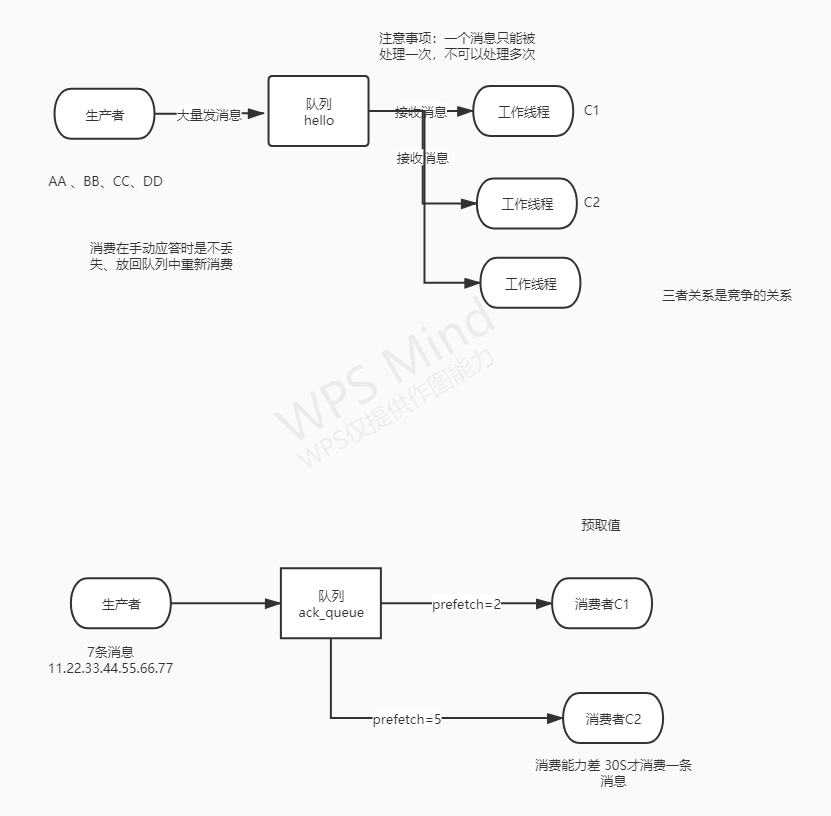 注意事项：一个消息只能被
处理一次，不可以处理多次
生产者
大量发消息
队列
hello
接收消息
工作线程
C1
接收消息
AA 、BB、CC、DD
工作线程
C2
消费在手动应答时是不丢
失、放回队列中重新消费
工作线程
三者关系是竞争的关系
WPS Mind
WPS仅提供作图能力
预取值
生产者
队列
ack_queue
prefetch=2
消费者C1
7条消息
11.22.33.44.55.66.77
prefetch=5
消费者C2
消费能力差 30S才消费一条
消息